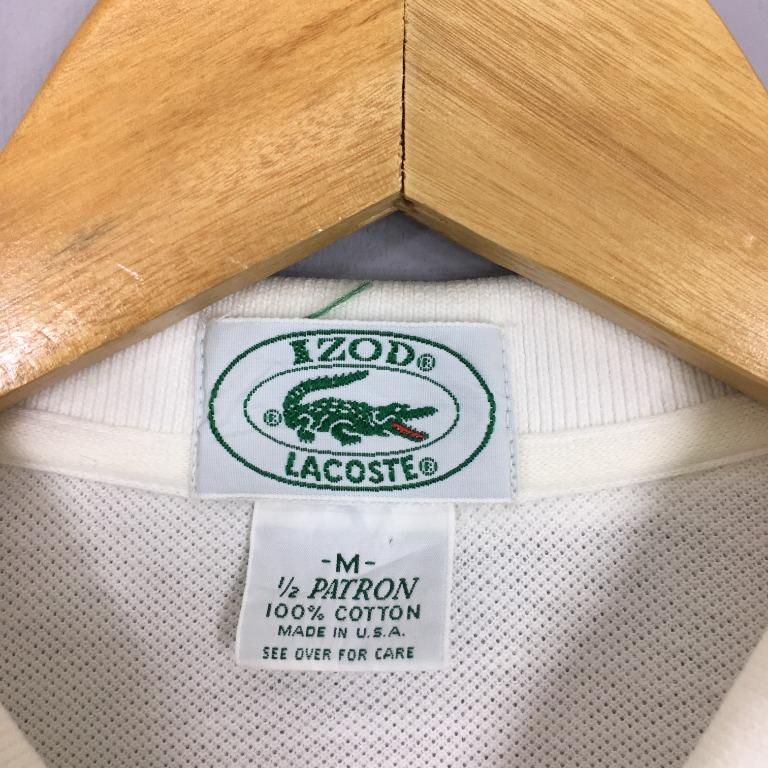 IZOD®
®
LACOSTE®
-M-
½ PATRON
100% COTTON
MADE IN U.S.A.
SEE OVER FOR CARE